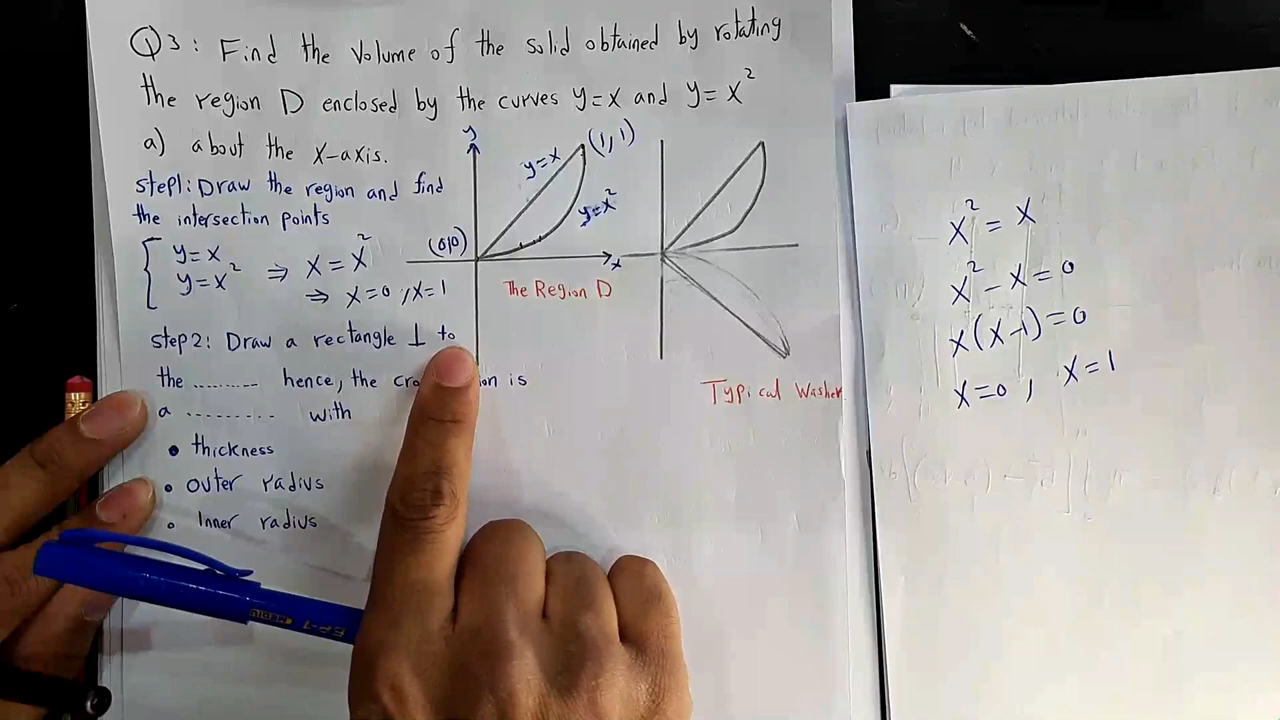 Q3: Find the volume of the solid obtained by rotating
the region D enclosed by the curves y=x and y=x²
a) about the x-axis.
step1: Draw the region and find
the intersection points
y=x
y=x² ⇒ x=x²
⇒ x=0, x=1
step2: Draw a rectangle ⊥ to
the .......... hence, the is
a .......... with
• thickness
• outer radius
• Inner radius
y
y=x
(1,1)
y=x²
(0,0)
x
The Region D
Typical Washer
x² = x
x² - x = 0
x(x-1) = 0
x=0, x=1